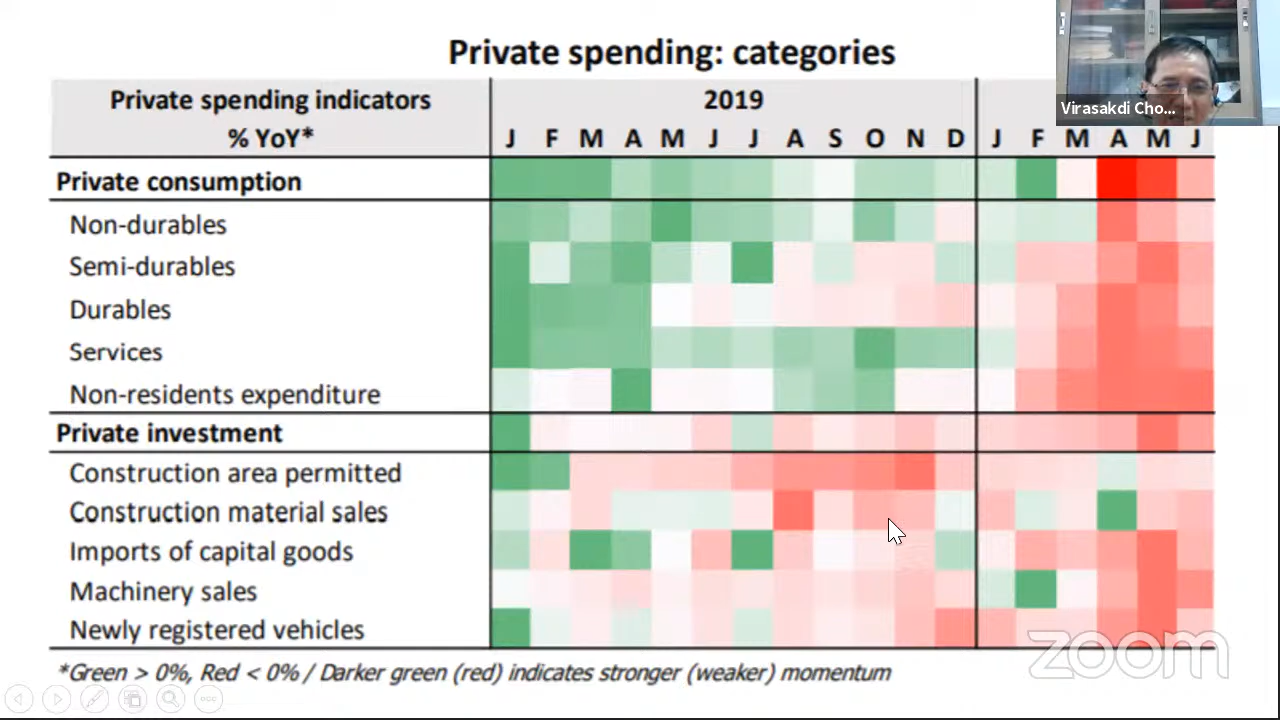 Private spending: categories
Virasakdi Cho...
Private spending indicators
% YoY*
2019
J F M A M J J A S O N D J F M A M J
Private consumption
Non-durables
Semi-durables
Durables
Services
Non-residents expenditure
Private investment
Construction area permitted
Construction material sales
Imports of capital goods
Machinery sales
Newly registered vehicles
*Green > 0%, Red < 0% / Darker green (red) indicates stronger (weaker) momentum
zoom